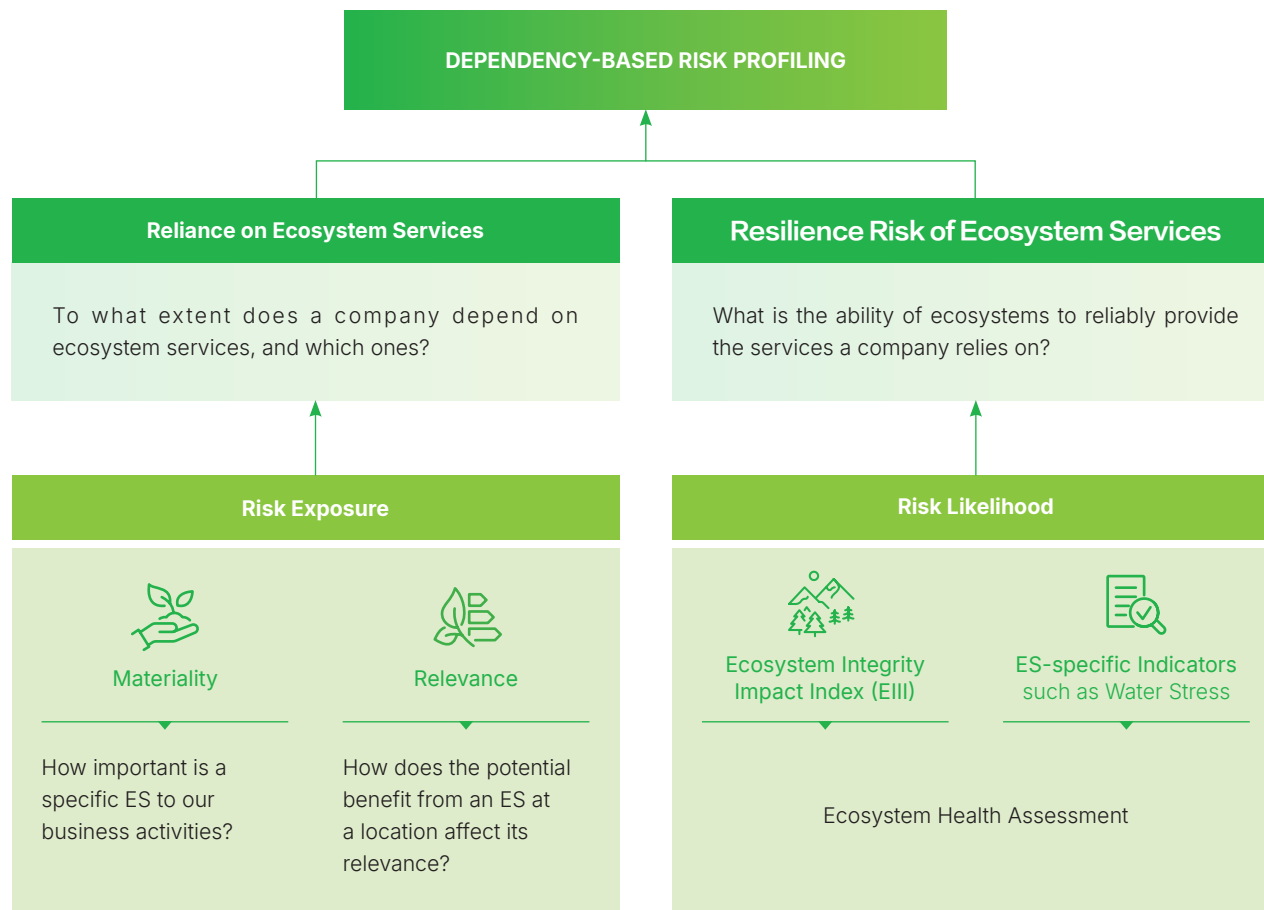 DEPENDENCY-BASED RISK PROFILING
Reliance on Ecosystem Services
To what extent does a company depend on
ecosystem services, and which ones?
Resilience Risk of Ecosystem Services
What is the ability of ecosystems to reliably provide
the services a company relies on?
Risk Exposure
Materiality
How important is a
specific ES to our
business activities?
Relevance
How does the potential
benefit from an ES at
a location affect its
relevance?
Risk Likelihood
Ecosystem Integrity
Impact Index (EIII)
ES-specific Indicators
such as Water Stress
Ecosystem Health Assessment